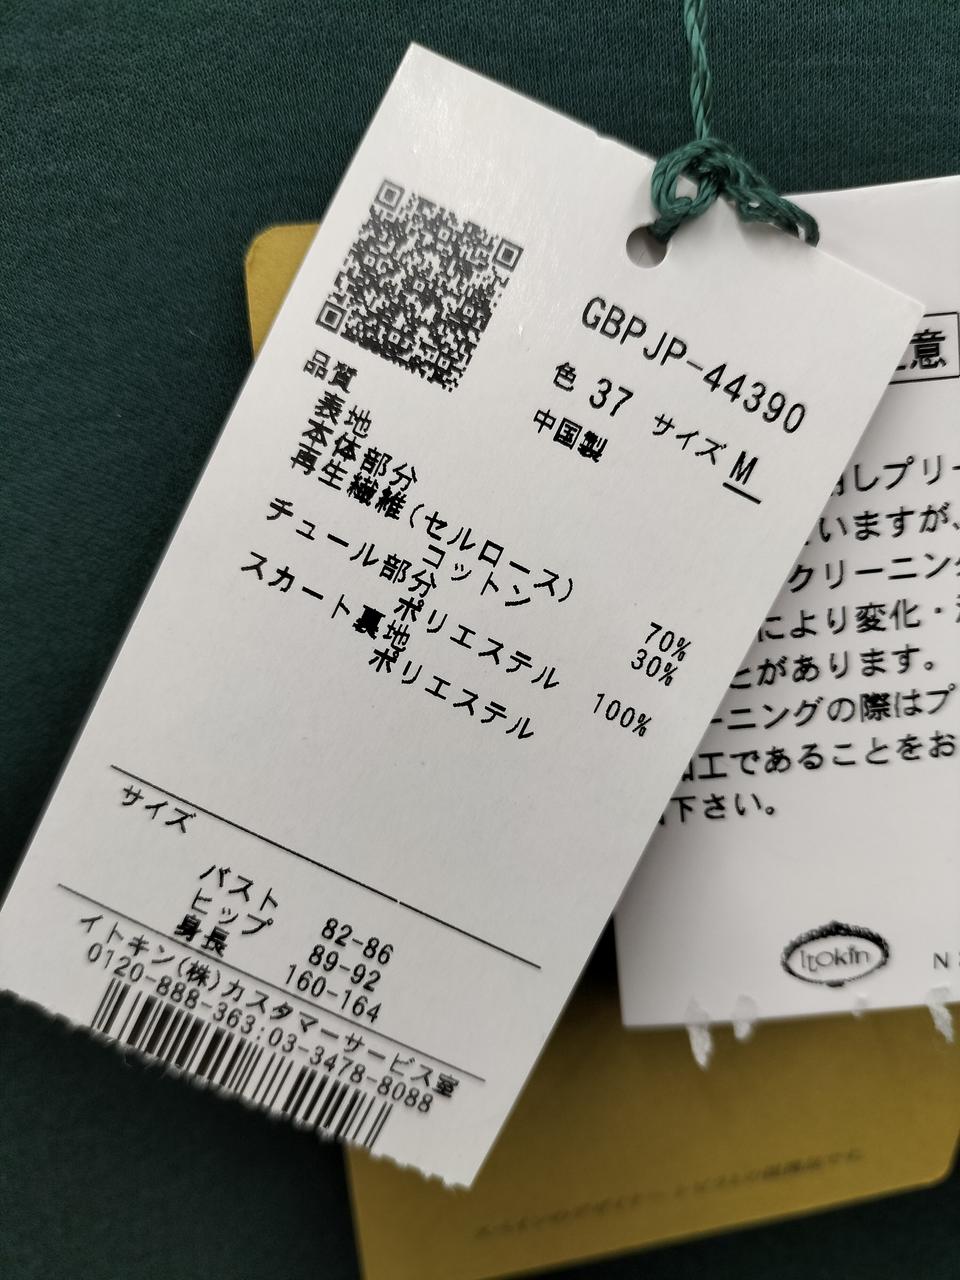 GBPJP-44390
色 37 サイズ M
中国製
品質
表地
本体部分
再生繊維(セルロース) 70%
コットン 30%
チュール部分
ポリエステル 100%
スカート裏地
ポリエステル
サイズ
バスト 82-86
ヒップ 89-92
身長 160-164
イトキン(株)カスタマーサービス室
0120-888-363:03-3478-8088
意
しプリー
いますが、
クリーニング
により変化・
とがあります。
ーニングの際はプ
加工であることをお
下さい。
itokin
N